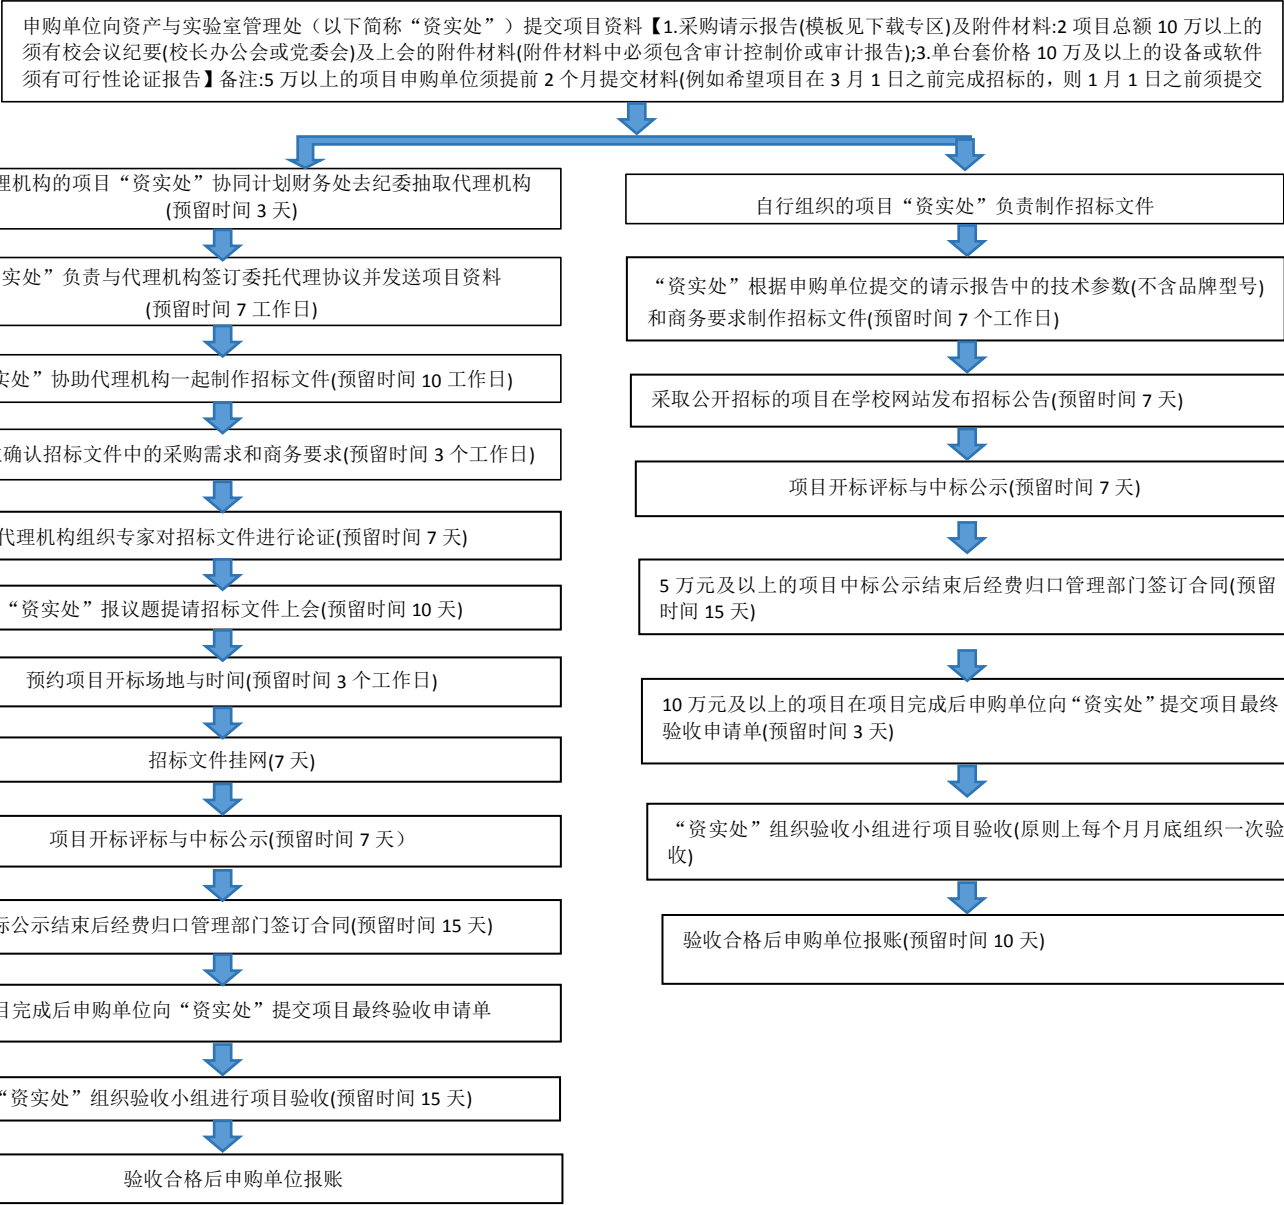 申购单位向资产与实验室管理处（以下简称“资实处”）提交项目资料【1.采购请示报告(模板见下载专区)及附件材料:2 项目总额 10 万以上的
须有校会议纪要(校长办公会或党委会)及上会的附件材料(附件材料中必须包含审计控制价或审计报告);3.单台套价格 10 万及以上的设备或软件
须有可行性论证报告】备注:5 万以上的项目申购单位须提前 2 个月提交材料(例如希望项目在 3 月 1 日之前完成招标的，则 1 月 1 日之前须提交
理机构的项目“资实处”协同计划财务处去纪委抽取代理机构
(预留时间 3 天)
实处”负责与代理机构签订委托代理协议并发送项目资料
(预留时间 7 工作日)
实处”协助代理机构一起制作招标文件(预留时间 10 工作日)
确认招标文件中的采购需求和商务要求(预留时间 3 个工作日)
代理机构组织专家对招标文件进行论证(预留时间 7 天)
“资实处”报议题提请招标文件上会(预留时间 10 天)
预约项目开标场地与时间(预留时间 3 个工作日)
招标文件挂网(7 天)
项目开标评标与中标公示(预留时间 7 天）
标公示结束后经费归口管理部门签订合同(预留时间 15 天)
目完成后申购单位向“资实处”提交项目最终验收申请单
“资实处”组织验收小组进行项目验收(预留时间 15 天)
验收合格后申购单位报账
自行组织的项目“资实处”负责制作招标文件
“资实处”根据申购单位提交的请示报告中的技术参数(不含品牌型号)
和商务要求制作招标文件(预留时间 7 个工作日)
采取公开招标的项目在学校网站发布招标公告(预留时间 7 天)
项目开标评标与中标公示(预留时间 7 天)
5 万元及以上的项目中标公示结束后经费归口管理部门签订合同(预留
时间 15 天)
10 万元及以上的项目在项目完成后申购单位向“资实处”提交项目最终
验收申请单(预留时间 3 天)
“资实处”组织验收小组进行项目验收(原则上每个月月底组织一次验
收)
验收合格后申购单位报账(预留时间 10 天)